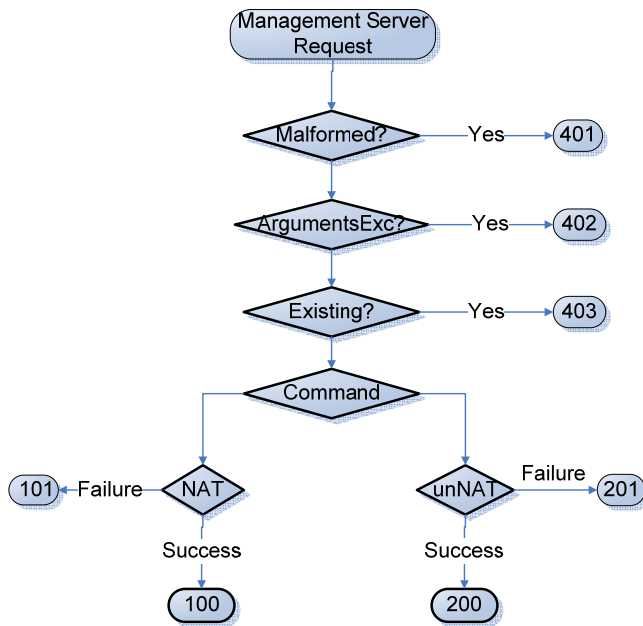 Management Server
Request
Malformed?
Yes
401
ArgumentsExc?
Yes
402
Existing?
Yes
403
Command
101
Failure
NAT
unNAT
Failure
201
Success
Success
100
200